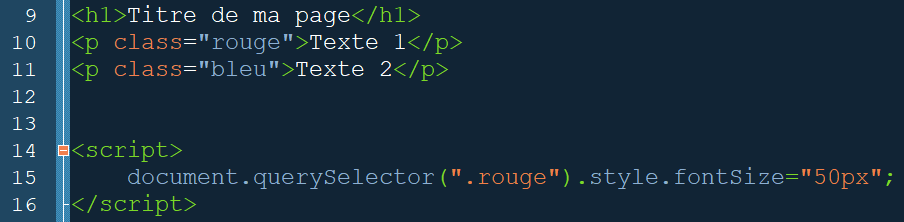 9 <h1>Titre de ma page</h1>
10 <p class="rouge">Texte 1</p>
11 <p class="bleu">Texte 2</p>
12
13
14 <script>
15 document.querySelector(".rouge").style.fontSize="50px";
16 </script>